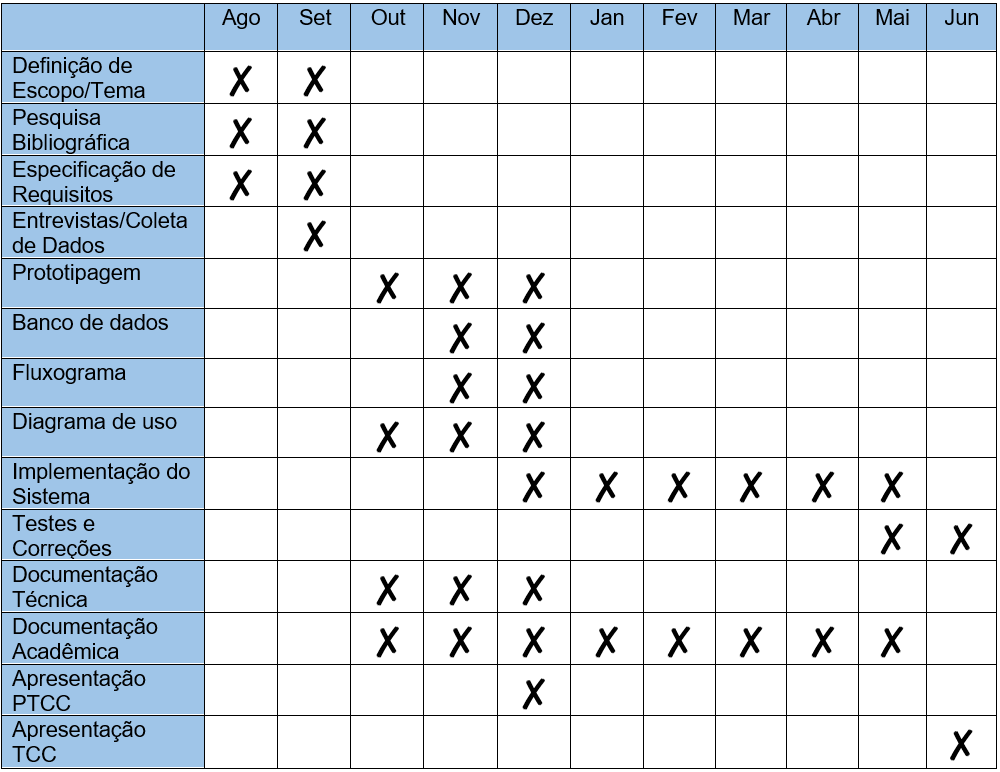 Ago Set Out Nov Dez Jan Fev Mar Abr Mai Jun
Definição de
Escopo/Tema
✗ ✗
Pesquisa
Bibliográfica
✗ ✗
Especificação de
Requisitos
✗ ✗
Entrevistas/Coleta
de Dados
✗
Prototipagem
✗ ✗ ✗
Banco de dados
✗ ✗
Fluxograma
✗ ✗
Diagrama de uso
✗ ✗ ✗
Implementação do
Sistema
✗ ✗ ✗ ✗ ✗ ✗
Testes e
Correções
✗ ✗
Documentação
Técnica
✗ ✗ ✗
Documentação
Acadêmica
✗ ✗ ✗ ✗ ✗ ✗ ✗ ✗
Apresentação
PTCC
✗
Apresentação
TCC
✗